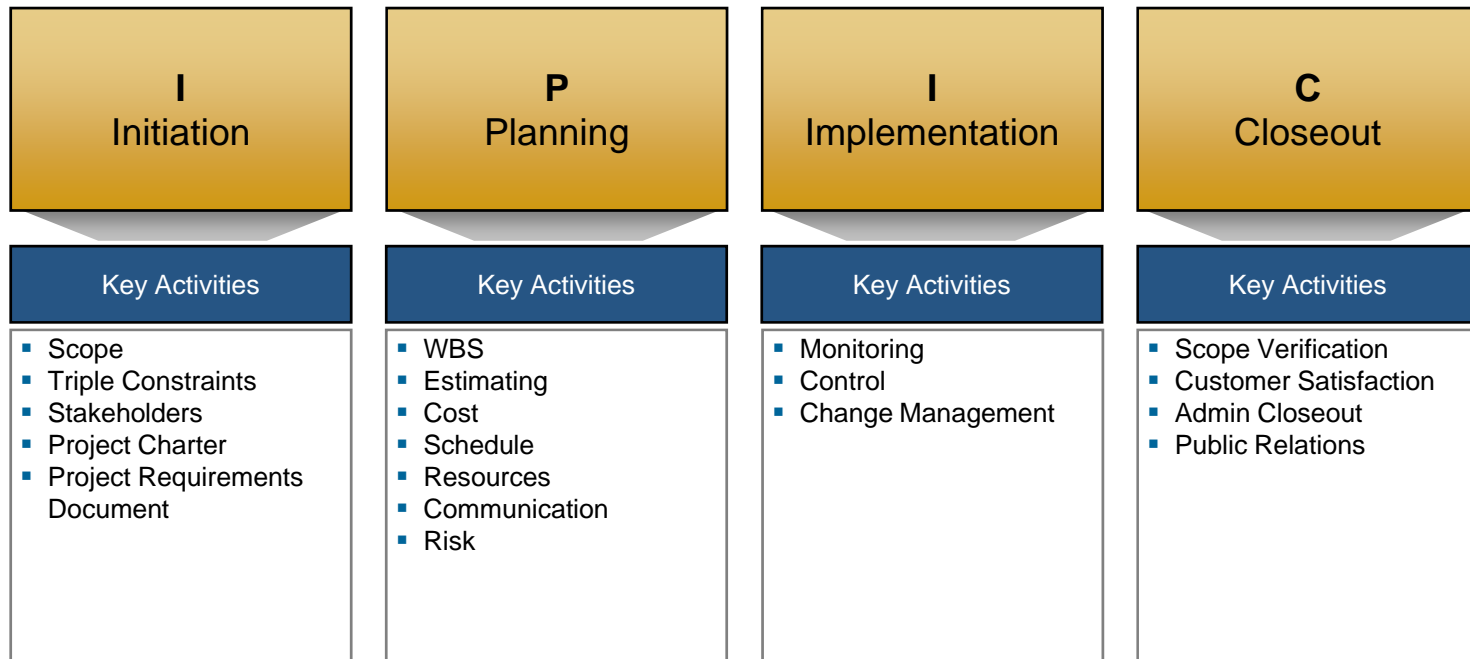 I
Initiation
P
Planning
I
Implementation
C
Closeout
Key Activities
Key Activities
Key Activities
Key Activities
▪ Scope
▪ Triple Constraints
▪ Stakeholders
▪ Project Charter
▪ Project Requirements
Document
▪ WBS
▪ Estimating
▪ Cost
▪ Schedule
▪ Resources
▪ Communication
▪ Risk
▪ Monitoring
▪ Control
▪ Change Management
▪ Scope Verification
▪ Customer Satisfaction
▪ Admin Closeout
▪ Public Relations